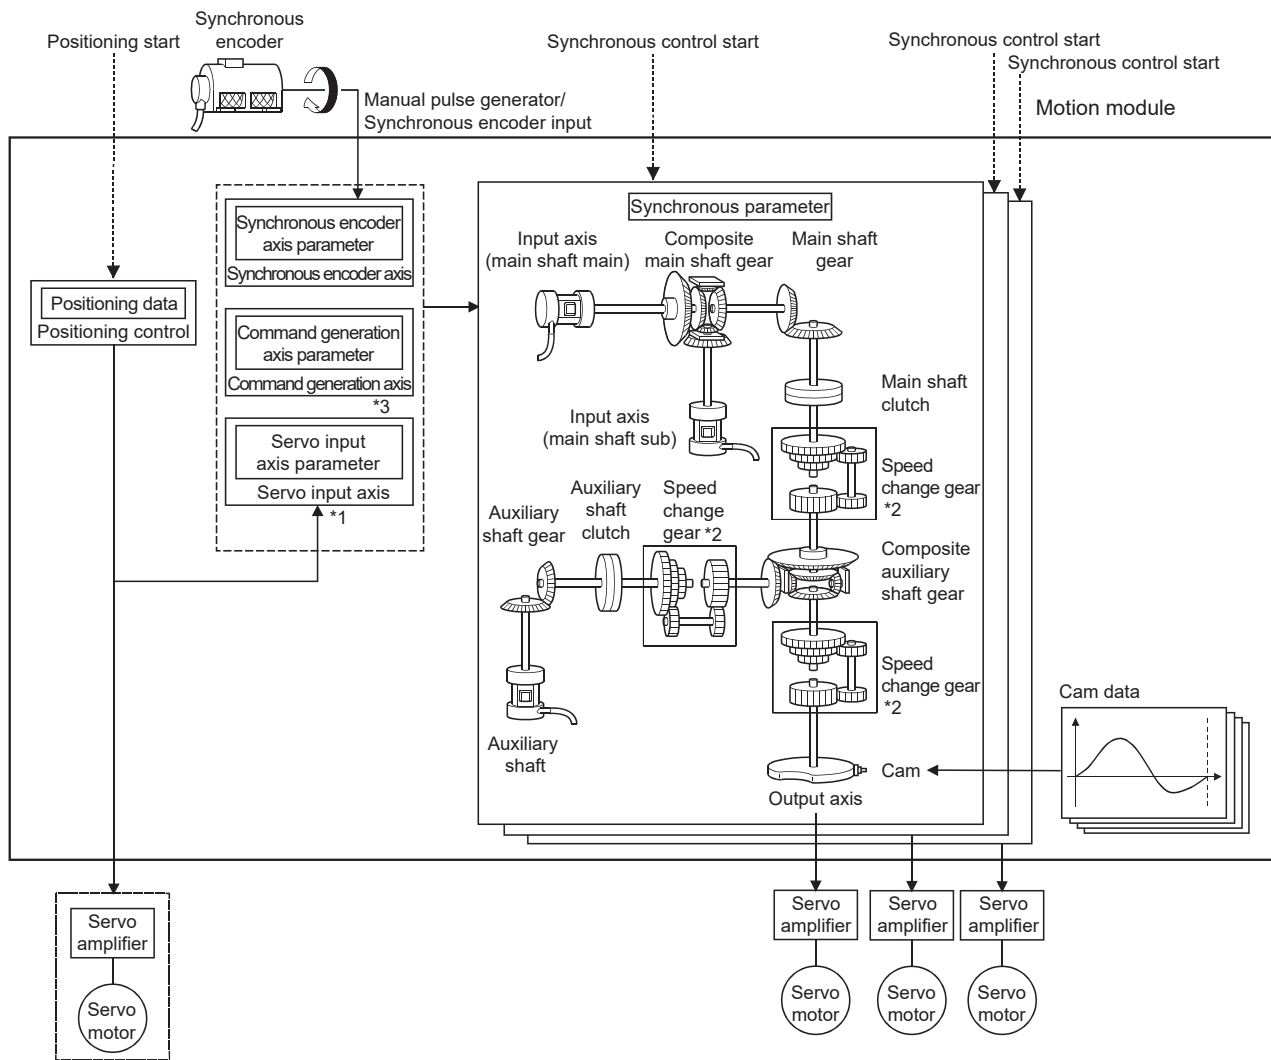 Positioning start
Synchronous
encoder
Manual pulse generator/
Synchronous encoder input
Synchronous control start
Synchronous control start
Synchronous control start
Motion module
Positioning data
Positioning control
Synchronous encoder
axis parameter
Synchronous encoder axis
Command generation
axis parameter
Command generation axis
*3
Servo input
axis parameter
Servo input axis
*1
Synchronous parameter
Input axis
(main shaft main)
Composite
main shaft gear
Main shaft
gear
Main shaft
clutch
Input axis
(main shaft sub)
Speed
change gear
*2
Auxiliary
shaft gear
Auxiliary
shaft
clutch
Speed
change
gear *2
Composite
auxiliary
shaft gear
Speed
change gear
*2
Auxiliary
shaft
Cam
Output axis
Cam data
Servo
amplifier
Servo
motor
Servo
amplifier
Servo
motor
Servo
amplifier
Servo
motor
Servo
amplifier
Servo
motor